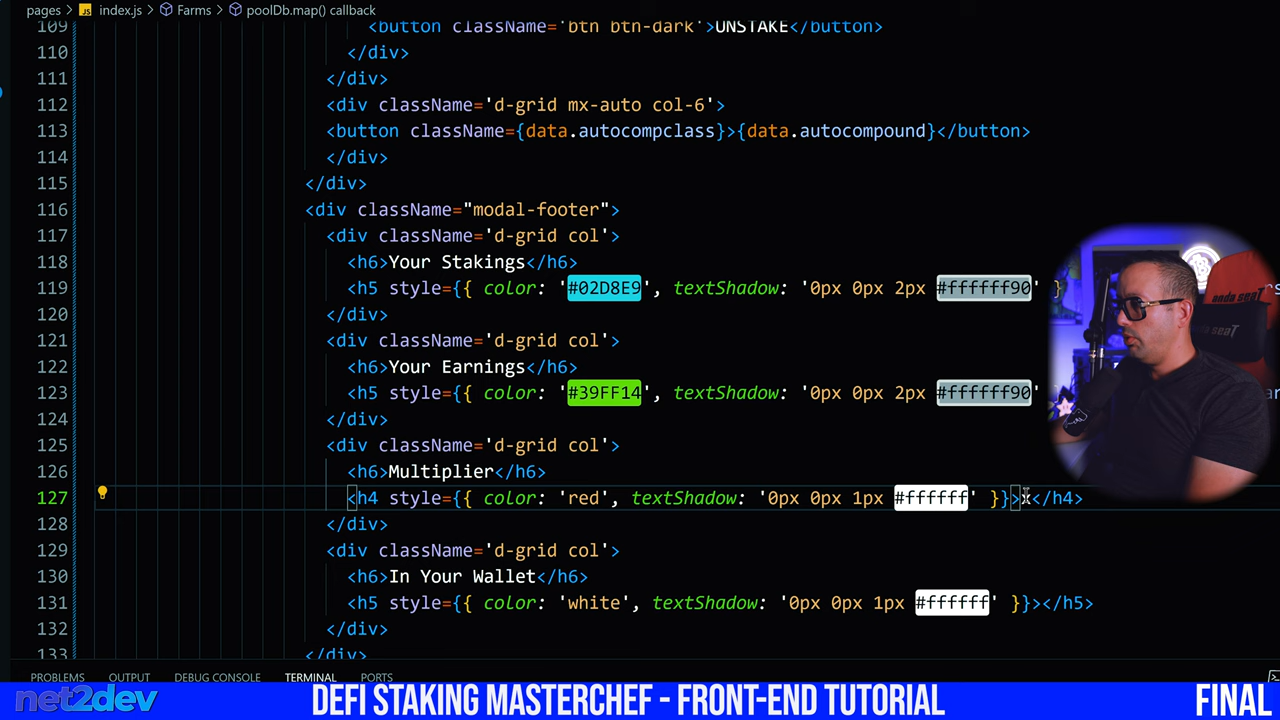 pages > JS index.js > Farms > poolDb.map() callback
109 <button className='btn btn-dark'>UNSTAKE</button>
110 </div>
111 </div>
112 <div className='d-grid mx-auto col-6'>
113 <button className={data.autocompclass}>{data.autocompound}</button>
114 </div>
115 </div>
116 <div className="modal-footer">
117 <div className='d-grid col'>
118 <h6>Your Stakings</h6>
119 <h5 style={{ color: '#02D8E9', textShadow: '0px 0px 2px #ffffff90' }
120 </div>
121 <div className='d-grid col'>
122 <h6>Your Earnings</h6>
123 <h5 style={{ color: '#39FF14', textShadow: '0px 0px 2px #ffffff90'
124 </div>
125 <div className='d-grid col'>
126 <h6>Multiplier</h6>
127 <h4 style={{ color: 'red', textShadow: '0px 0px 1px #ffffff' }}>x</h4>
128 </div>
129 <div className='d-grid col'>
130 <h6>In Your Wallet</h6>
131 <h5 style={{ color: 'white', textShadow: '0px 0px 1px #ffffff' }}></h5>
132 </div>
133 </div>
PROBLEMS OUTPUT DEBUG CONSOLE TERMINAL PORTS
net2dev DEFI STAKING MASTERCHEF - FRONT-END TUTORIAL FINAL